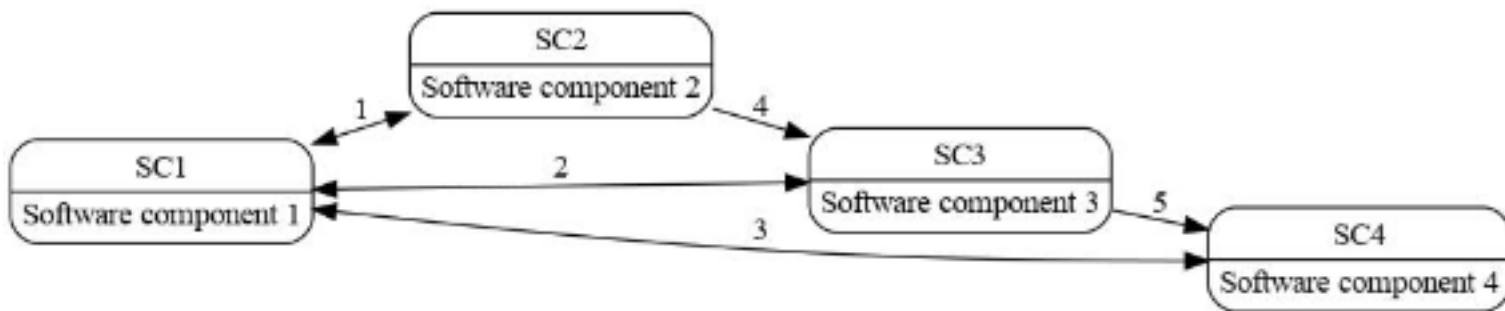 SC2
Software component 2
1
4
SC1
Software component 1
2
SC3
Software component 3
3
5
SC4
Software component 4